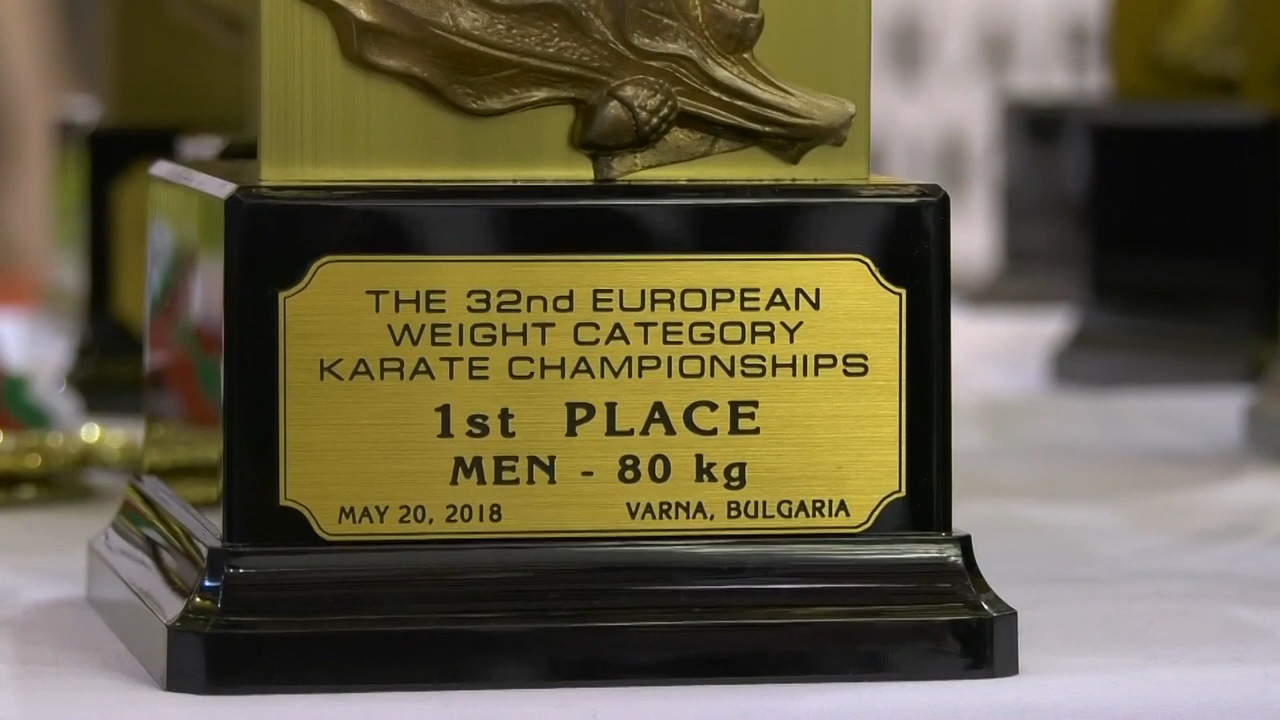 THE 32nd EUROPEAN
WEIGHT CATEGORY
KARATE CHAMPIONSHIPS
1st PLACE
MEN - 80 kg
MAY 20, 2018 VARNA, BULGARIA